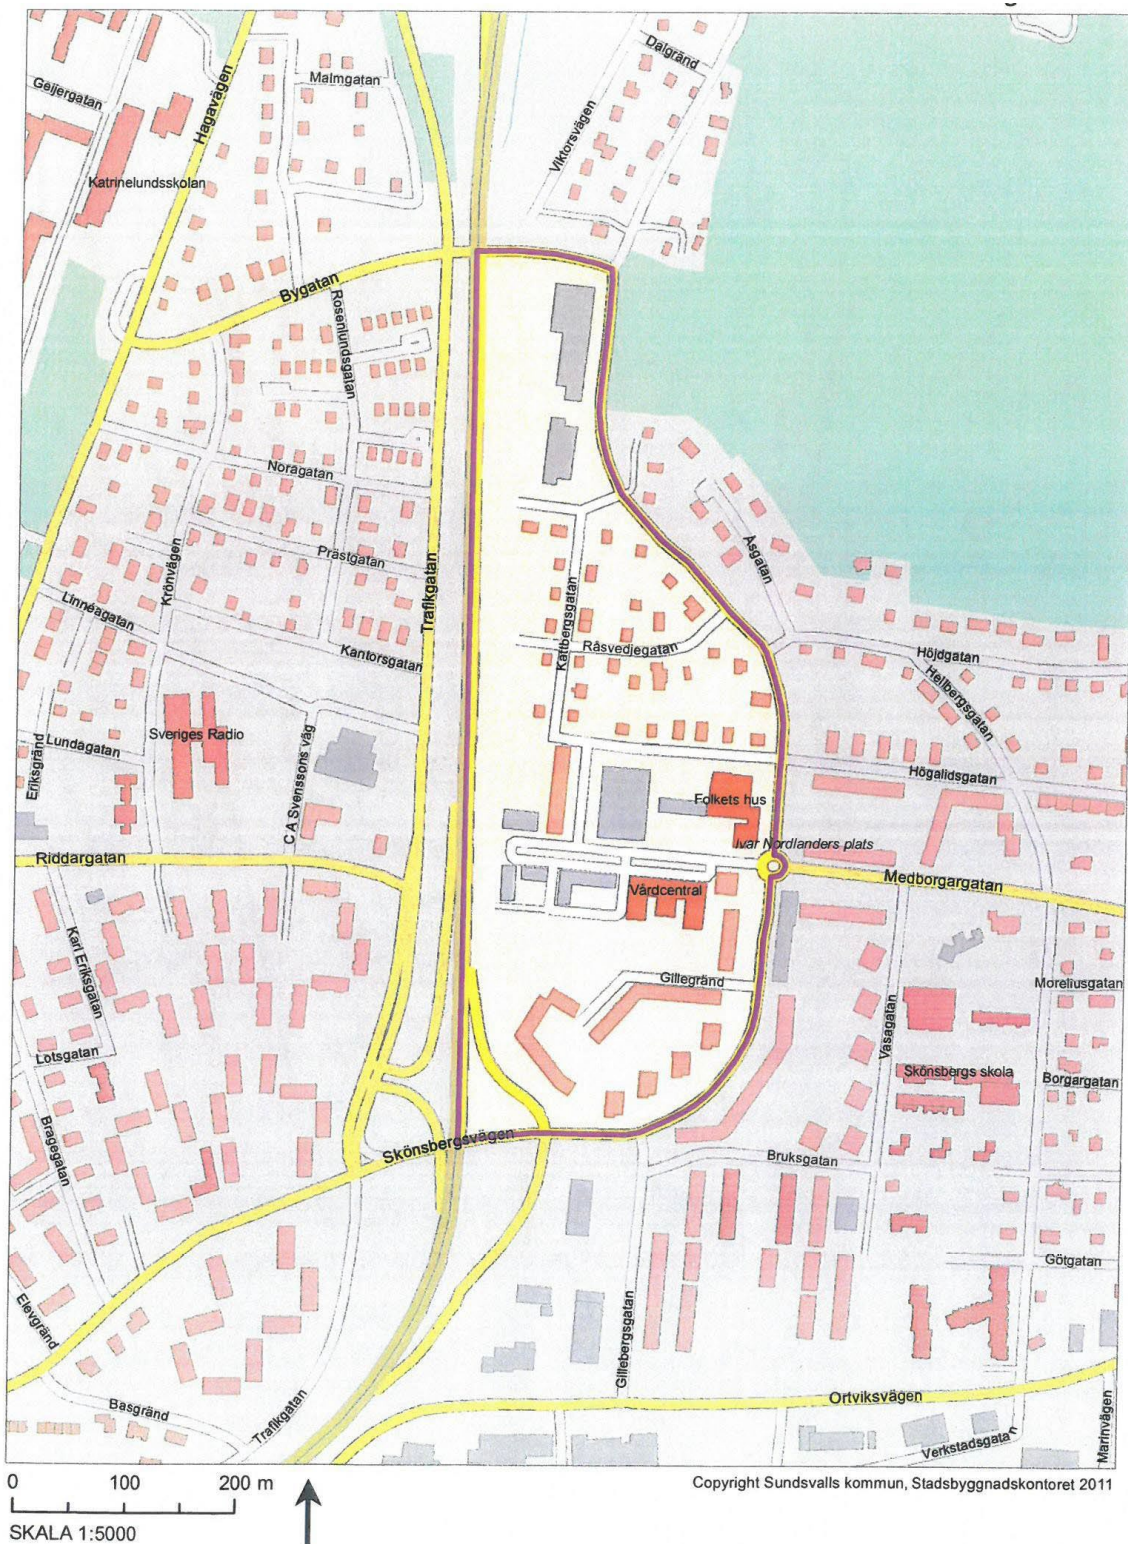 Dalgränd
Malmgatan
Geijergatan
Hagavägen
Viktorsvägen
Katrinelundsskolan
Bygatan
Rosenlundsgatan
Noragatan
Prästgatan
Åsgatan
Krönvägen
Trafikgatan
Linnéagatan
Kattbergsgatan
Råsvedjegatan
Kantorsgatan
Höjdgatan
Hellbergsgatan
Sveriges Radio
Lundagatan
Eriksgränd
C A Svenssons väg
Högalidsgatan
Folkets hus
Ivar Nordlanders plats
Riddargatan
Medborgargatan
Vårdcentral
Karl Eriksgatan
Gillegränd
Moreliusgatan
Vasagatan
Lotsgatan
Skönsbergs skola
Borgargatan
Bragegatan
Skönsbergsvägen
Bruksgatan
Götgatan
Elevgränd
Gillebergsgatan
Basgränd
Trafikgatan
Ortviksvägen
Marinvägen
Verkstadsgatan
0 100 200 m
Copyright Sundsvalls kommun, Stadsbyggnadskontoret 2011
SKALA 1:5000